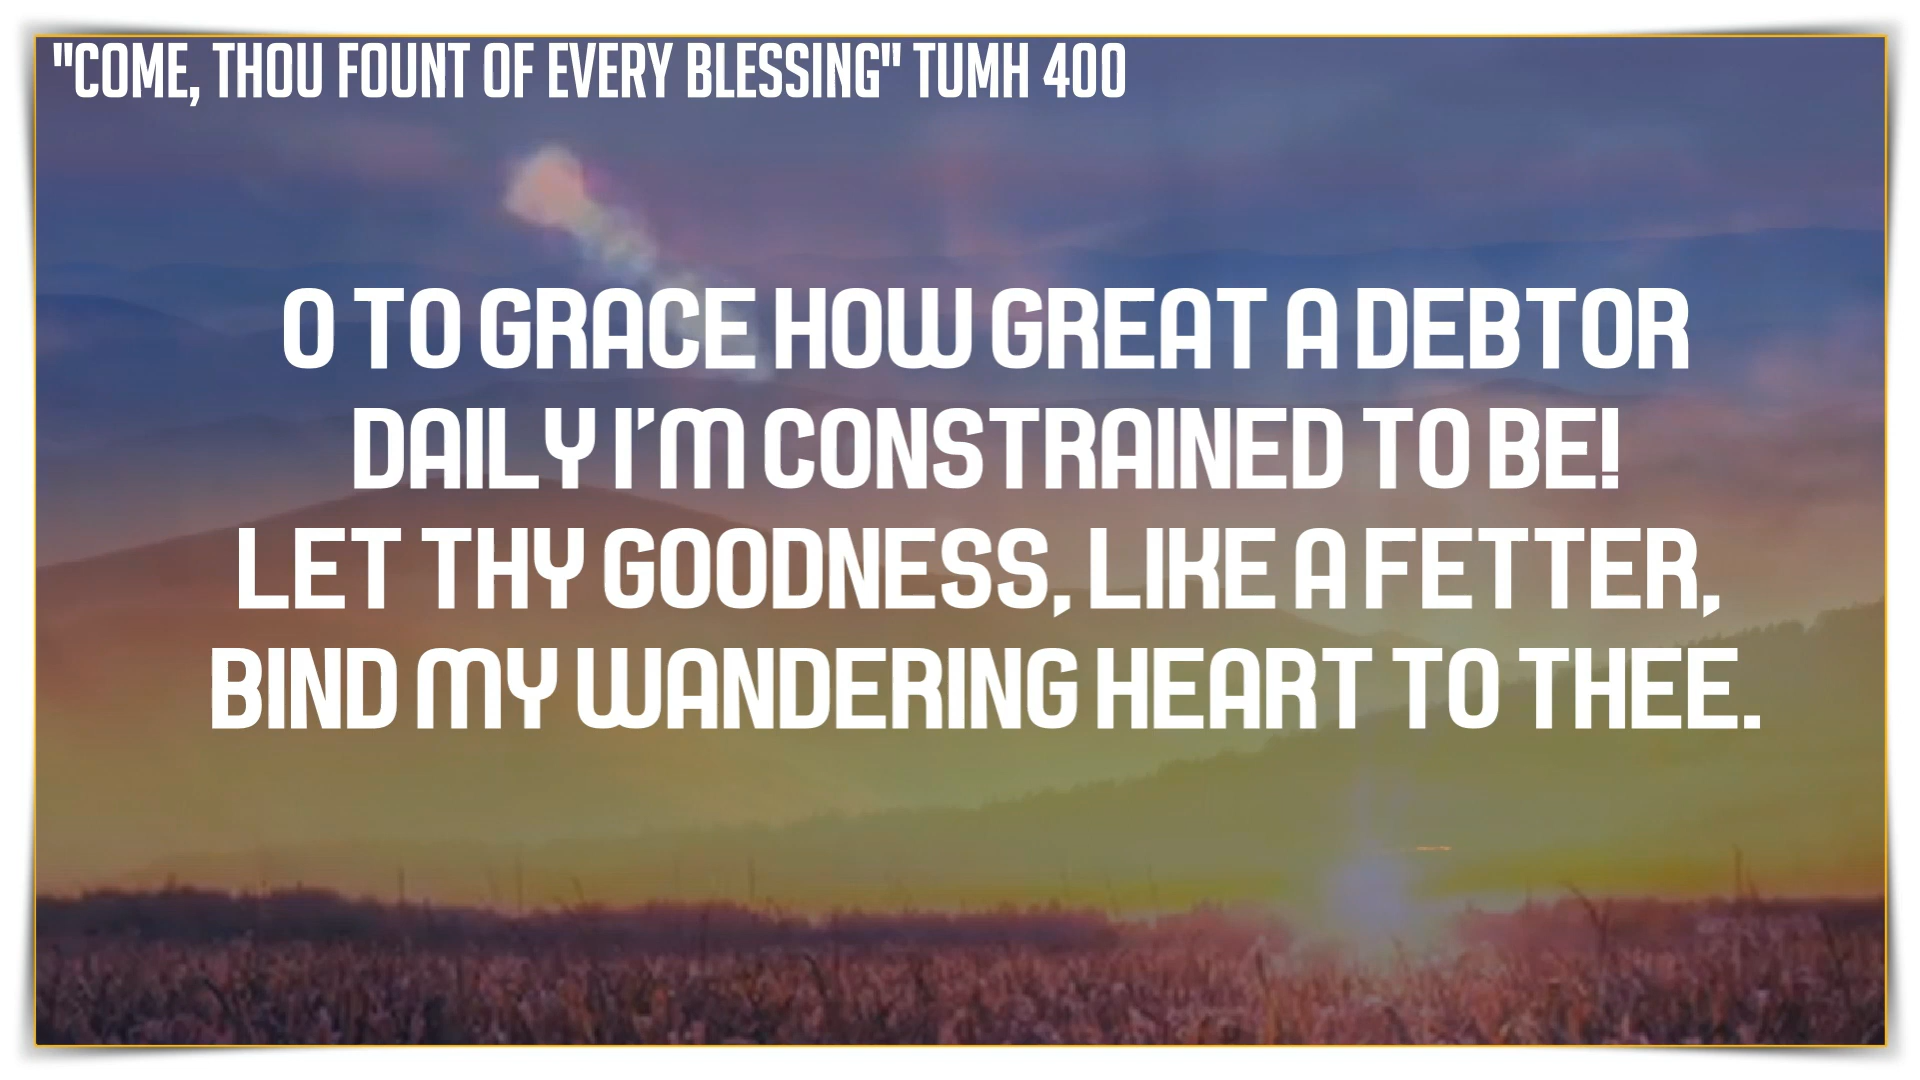 "COME, THOU FOUNT OF EVERY BLESSING" TUMH 400
O TO GRACE HOW GREAT A DEBTOR
DAILY I'M CONSTRAINED TO BE!
LET THY GOODNESS, LIKE A FETTER,
BIND MY WANDERING HEART TO THEE.